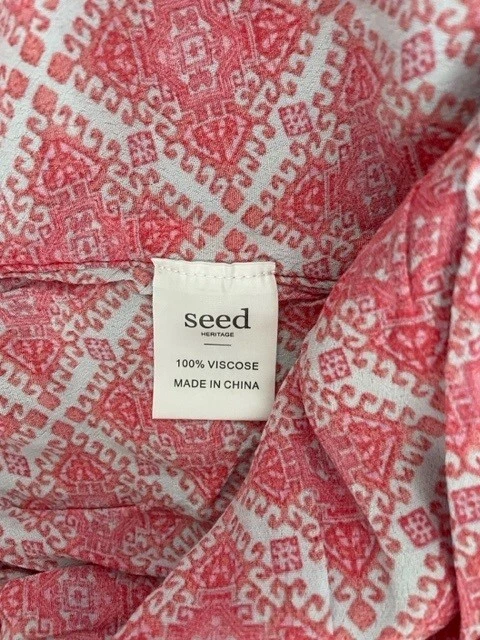 seed
HERITAGE
100% VISCOSE
MADE IN CHINA